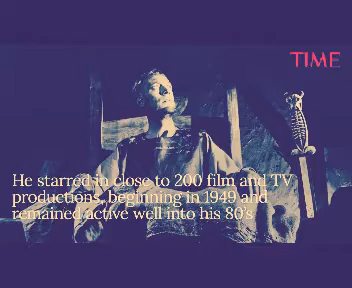 TIME
He starred in close to 200 film and TV
productions, beginning in 1949 and
remained active well into his 80's